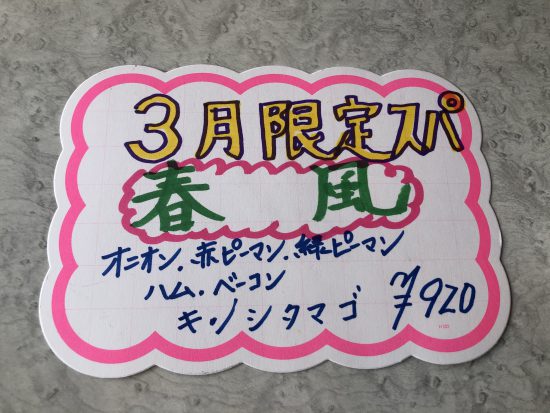 3月限定スパ
春風
オニオン.赤ピーマン.緑ピーマン
ハム.ベーコン
キノシタマゴ ¥920